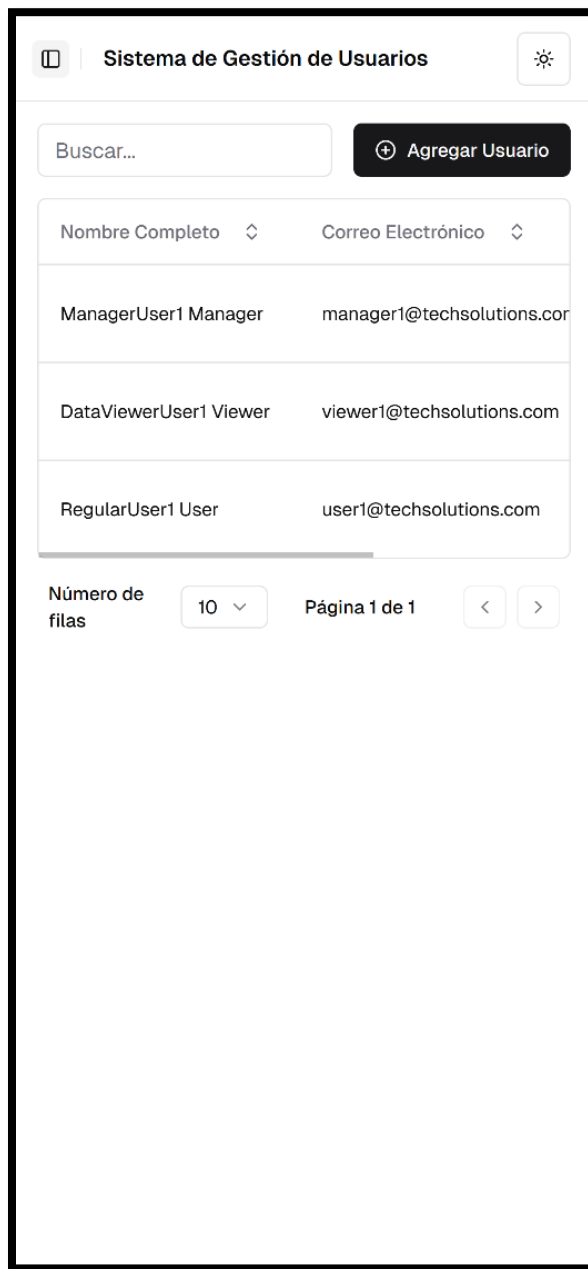 Sistema de Gestión de Usuarios
Buscar...
Agregar Usuario
Nombre Completo Correo Electrónico
ManagerUser1 Manager manager1@techsolutions.cor
DataViewerUser1 Viewer viewer1@techsolutions.com
RegularUser1 User user1@techsolutions.com
Número de
filas
10
Página 1 de 1